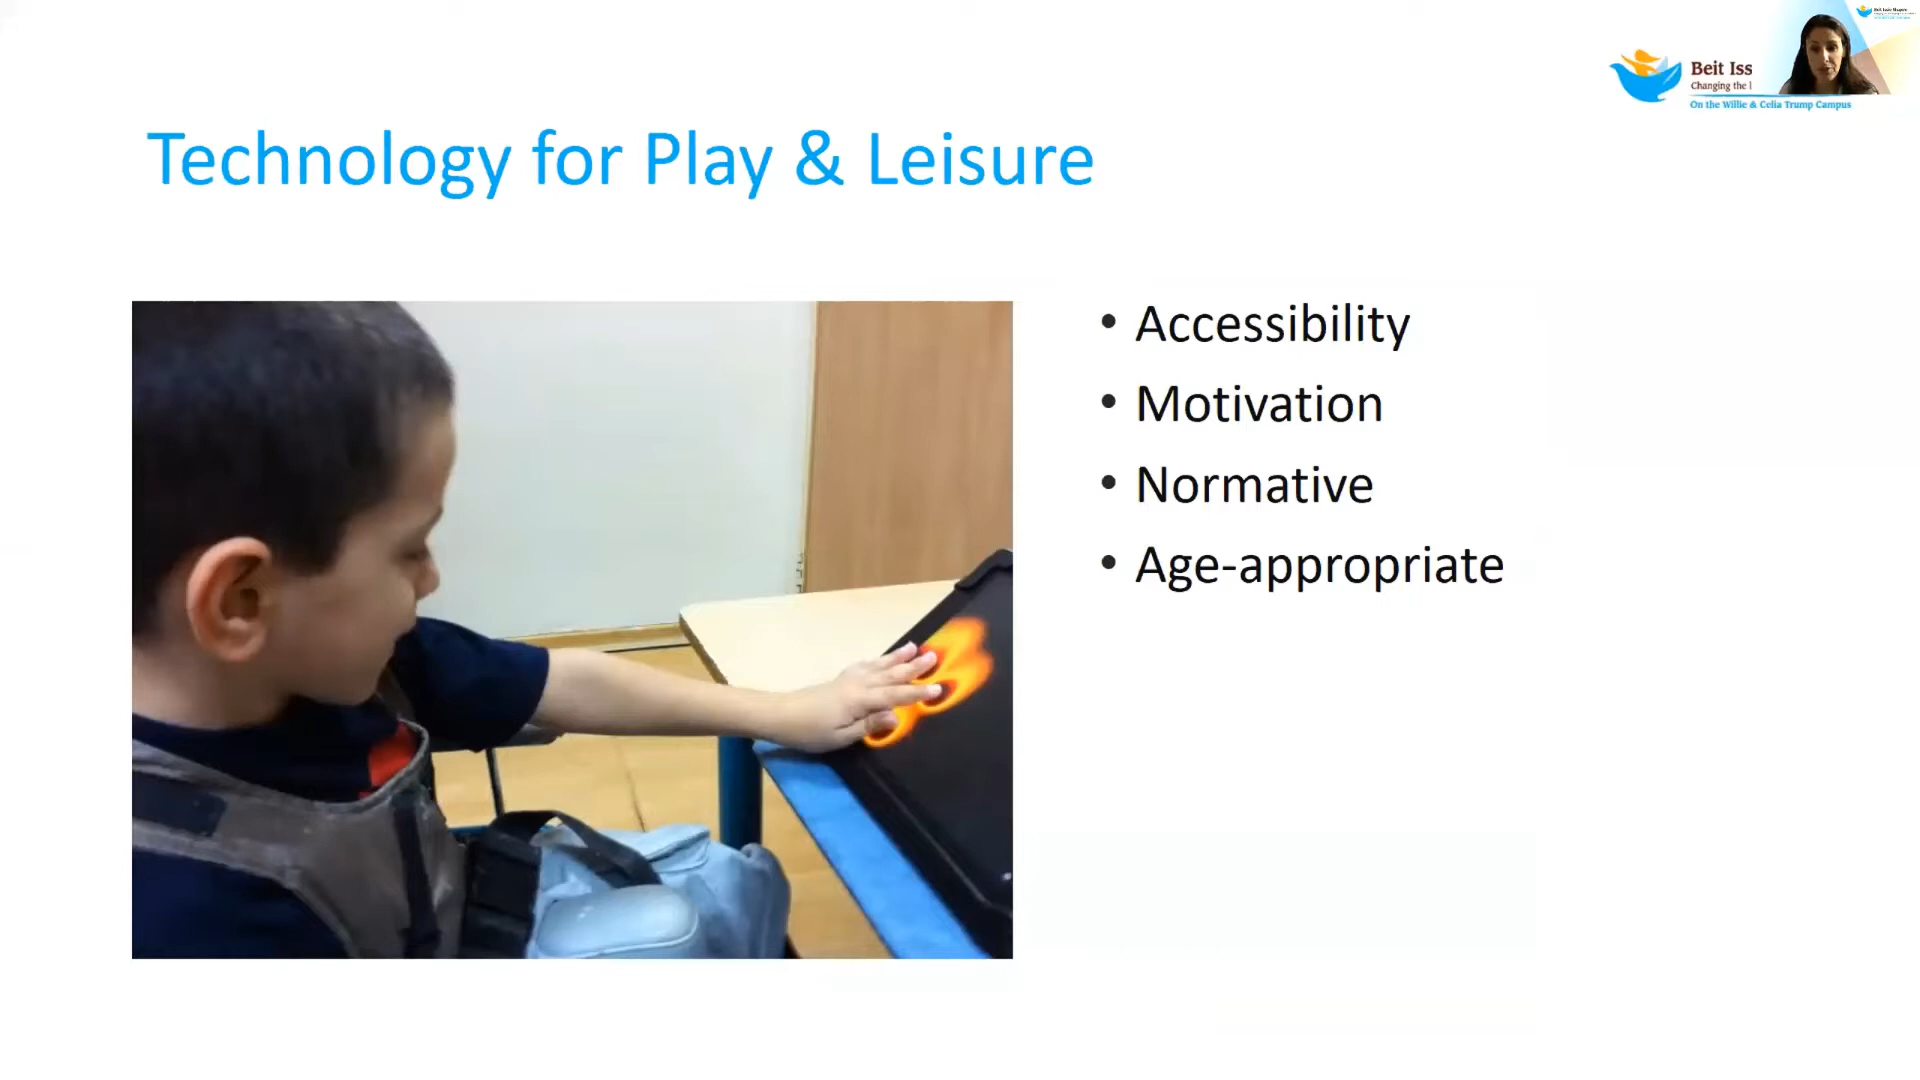 Beit Iss
Changing the l
On the Willie & Celia Trump Campus
Technology for Play & Leisure
• Accessibility
• Motivation
• Normative
• Age-appropriate